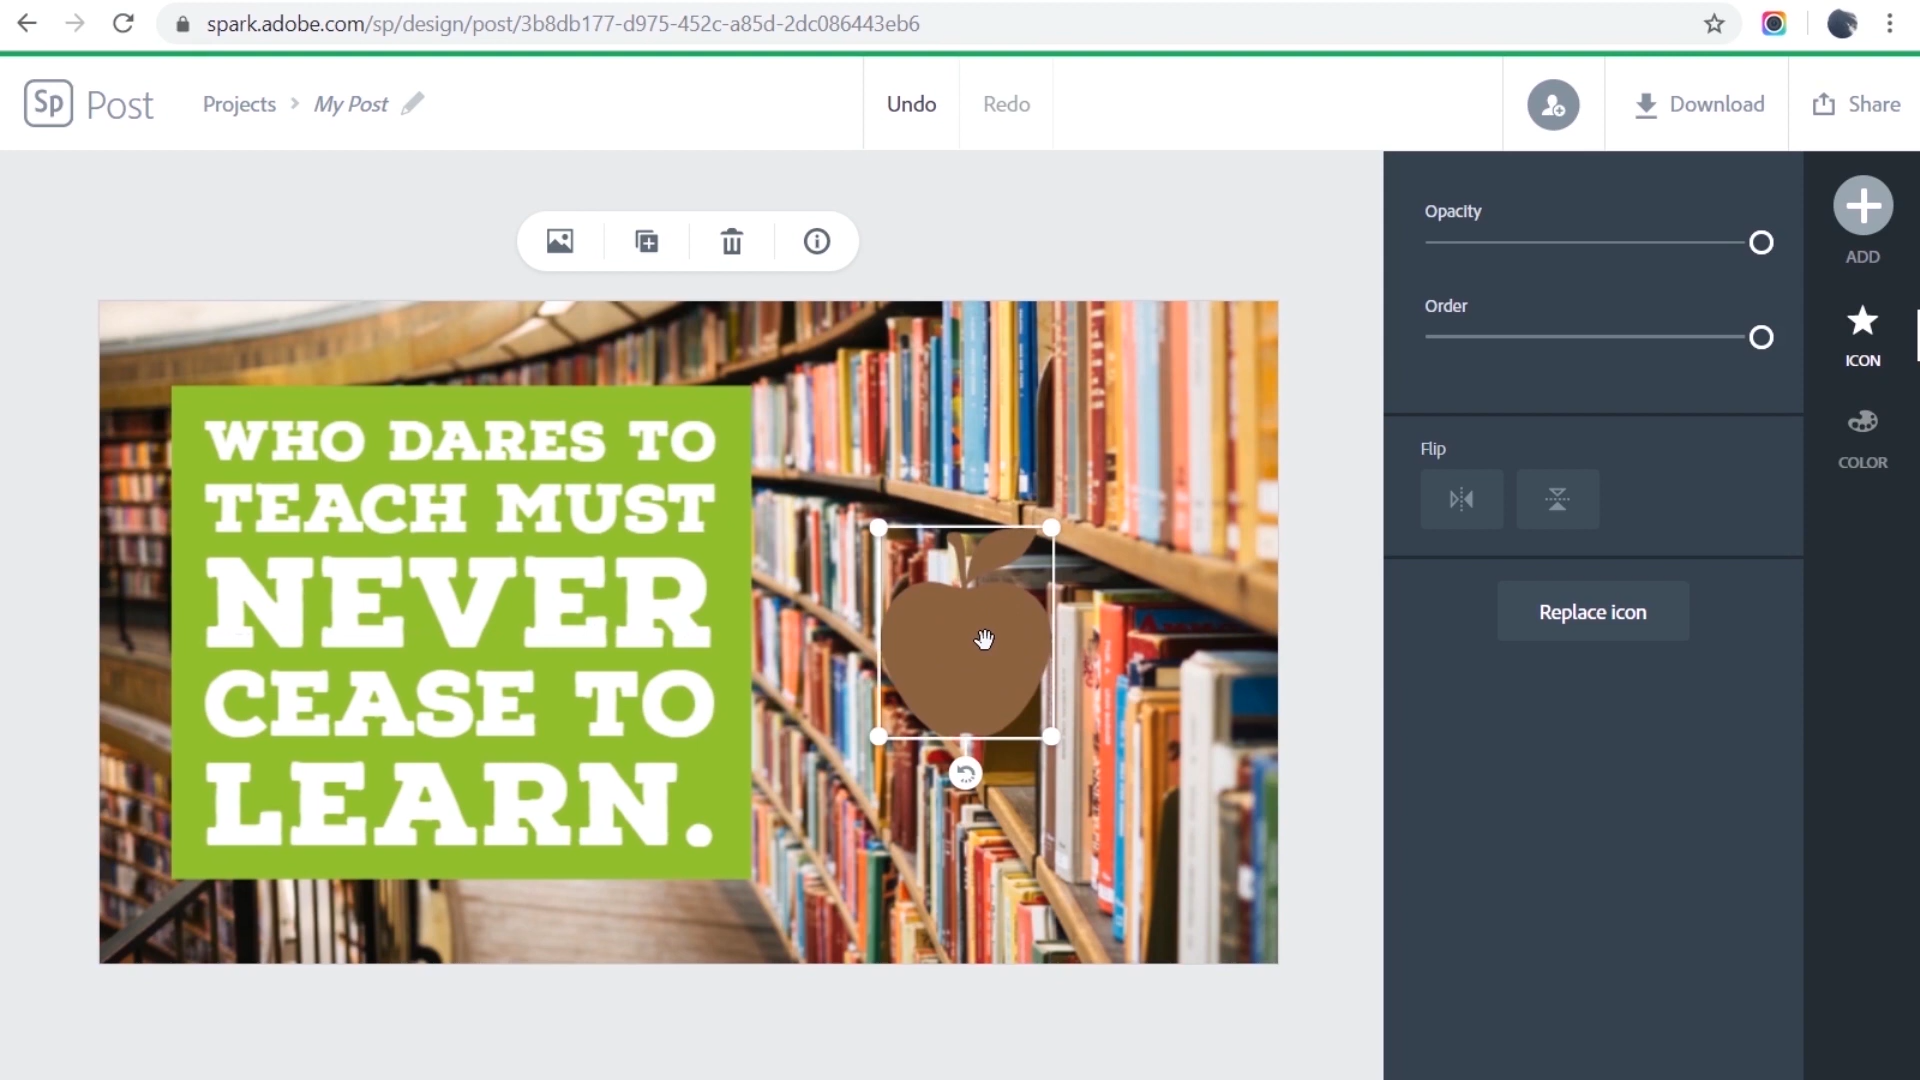 spark.adobe.com/sp/design/post/3b8db177-d975-452c-a85d-2dc086443eb6
Sp Post
Projects > My Post
Undo
Redo
Download
Share
Opacity
Order
Flip
Replace icon
ADD
ICON
COLOR
WHO DARES TO
TEACH MUST
NEVER
CEASE TO
LEARN.